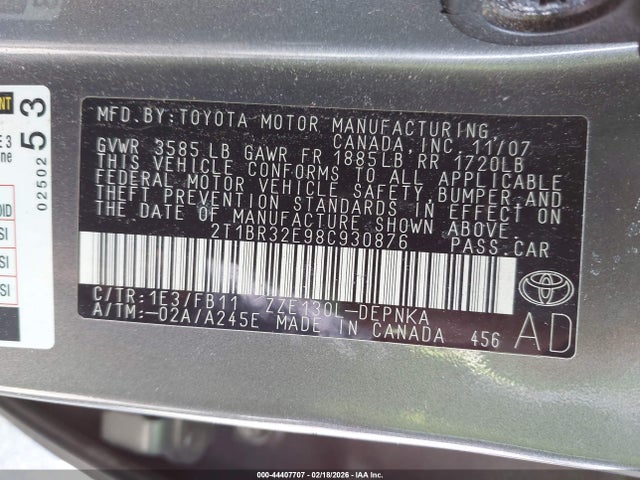 MFD.BY:TOYOTA MOTOR MANUFACTURING,
CANADA, INC. 11/07
GVWR 3585 LB GAWR FR 1885LB RR 1720LB
THIS VEHICLE CONFORMS TO ALL APPLICABLE
FEDERAL MOTOR VEHICLE SAFETY, BUMPER, AND
THEFT PREVENTION STANDARDS IN EFFECT ON
THE DATE OF MANUFACTURE SHOWN ABOVE.
2T1BR32E98C930876 PASS.CAR
C/TR:1E3/FB11 ZZE130L-DEPNKA
A/TM:-02A/A245E MADE IN CANADA 456
TOYOTA
AD
53
02502
000-44407707 - 02/18/2026 - IAA, Inc.